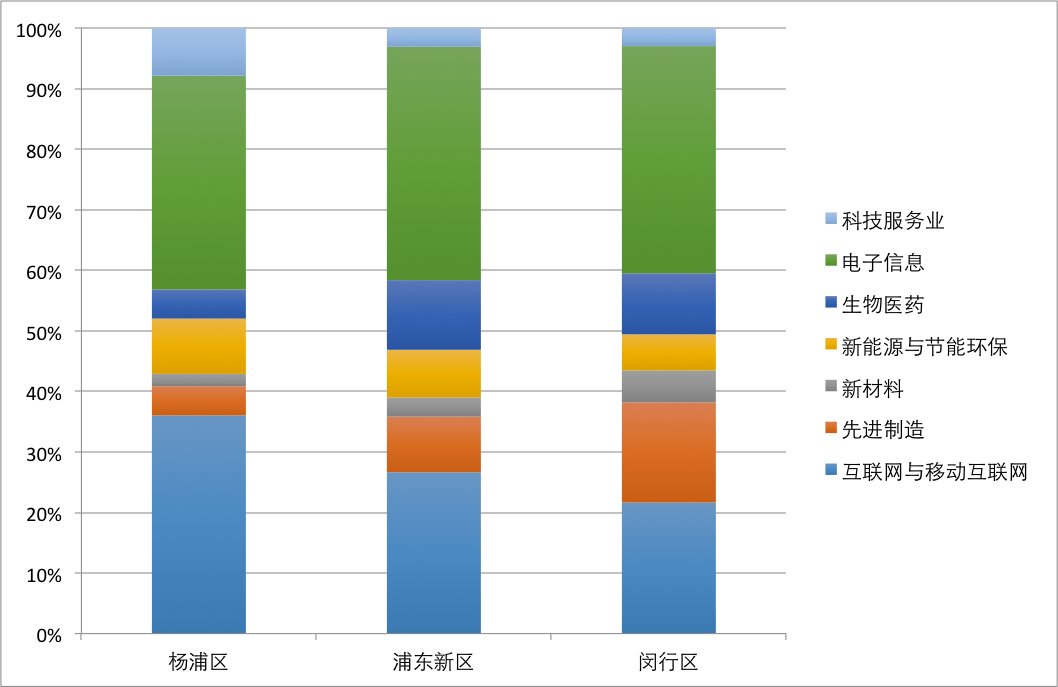 100%
90%
80%
70%
60%
50%
40%
30%
20%
10%
0%
杨浦区
浦东新区
闵行区
科技服务业
电子信息
生物医药
新能源与节能环保
新材料
先进制造
互联网与移动互联网